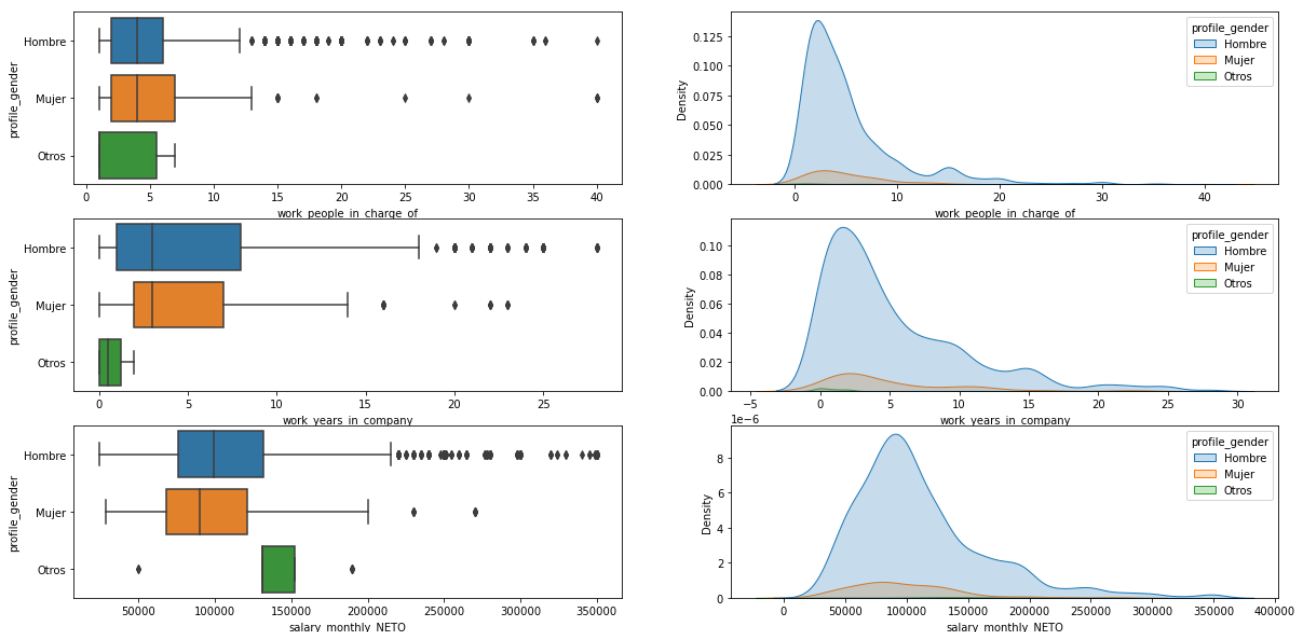 profile_gender
Hombre
Mujer
Otros
0 5 10 15 20 25 30 35 40
work_people_in_charge_of
Density
0.125
0.100
0.075
0.050
0.025
0.000
0 10 20 30 40
work_people_in_charge_of
profile_gender
Hombre
Mujer
Otros
profile_gender
Hombre
Mujer
Otros
0 5 10 15 20 25
work_years_in_company
Density
0.10
0.08
0.06
0.04
0.02
0.00
−5 0 5 10 15 20 25 30
work_years_in_company
profile_gender
Hombre
Mujer
Otros
profile_gender
Hombre
Mujer
Otros
50000 100000 150000 200000 250000 300000 350000
salary_monthly_NETO
1e−6
Density
8
6
4
2
0
0 50000 100000 150000 200000 250000 300000 350000 400000
salary_monthly_NETO
profile_gender
Hombre
Mujer
Otros